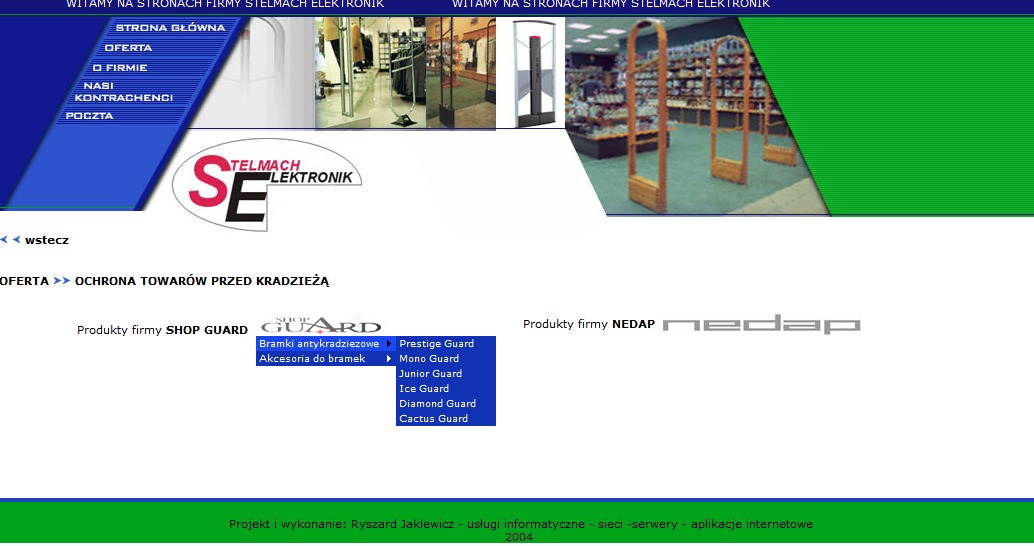 WITAMY NA STRONACH FIRMY STELMACH ELEKTRONIK WITAMY NA STRONACH FIRMY STELMACH ELEKTRONIK
STRONA GŁÓWNA
OFERTA
O FIRMIE
NASI
KONTRACHENCI
POCZTA
STELMACH
ELEKTRONIK
wstecz
OFERTA OCHRONA TOWARÓW PRZED KRADZIEŻĄ
Produkty firmy SHOP GUARD
SHOP
GUARD
Produkty firmy NEDAP
nedap
Bramki antykradziezowe
Akcesoria do bramek
Prestige Guard
Mono Guard
Junior Guard
Ice Guard
Diamond Guard
Cactus Guard
Projekt i wykonanie: Ryszard Jaklewicz - usługi informatyczne - sieci -serwery - aplikacje internetowe
2004